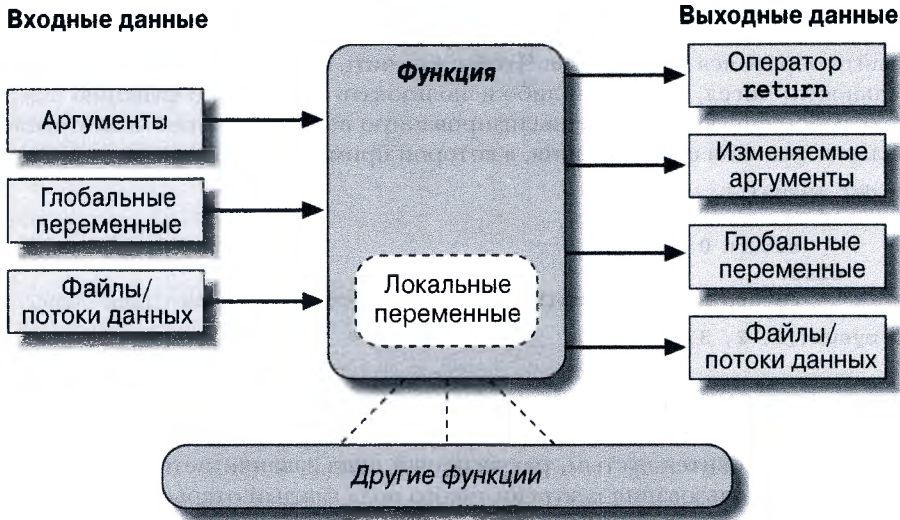 Входные данные
Аргументы
Глобальные
переменные
Файлы/
потоки данных
Функция
Локальные
переменные
Выходные данные
Оператор
return
Изменяемые
аргументы
Глобальные
переменные
Файлы/
потоки данных
Другие функции